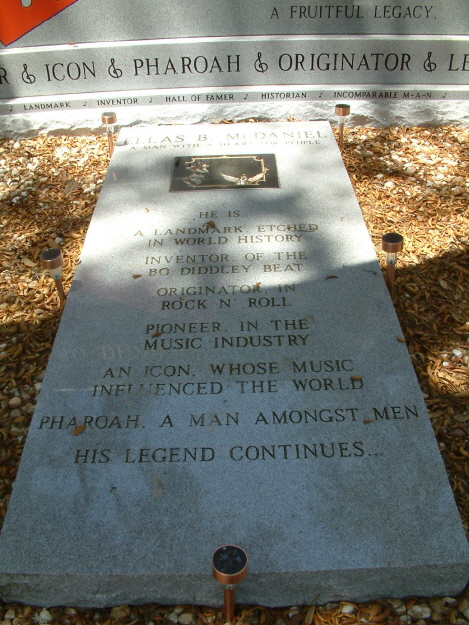 A FRUITFUL LEGACY.
R & ICON & PHAROAH & ORIGINATOR & LE
♪ LANDMARK ♪ INVENTOR ♪ HALL OF FAMER ♪ HISTORIAN ♪ INCOMPARABLE M-A-N ♪
ELLAS B. McDANIEL
A MAN WITH A HEART FOR PEOPLE
HE IS...
A LANDMARK ETCHED
IN WORLD HISTORY
INVENTOR, OF THE
BO DIDDLEY BEAT
ORIGINATOR IN
ROCK N' ROLL
PIONEER, IN THE
MUSIC INDUSTRY
AN ICON, WHOSE MUSIC
INFLUENCED THE WORLD
PHAROAH, A MAN AMONGST MEN
HIS LEGEND CONTINUES...